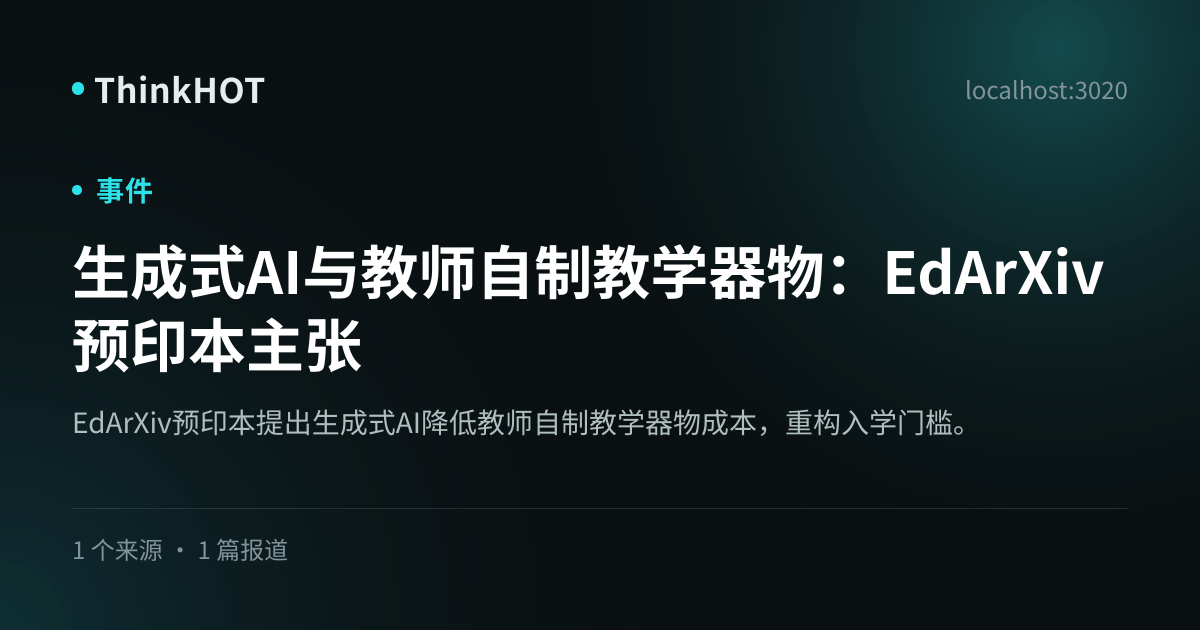 ThinkHOT
localhost:3020
事件
生成式AI与教师自制教学器物：EdArXiv
预印本主张
EdArXiv预印本提出生成式AI降低教师自制教学器物成本，重构入学门槛。
1 个来源 · 1 篇报道